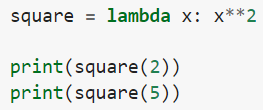 square = lambda x: x**2
print(square(2))
print(square(5))